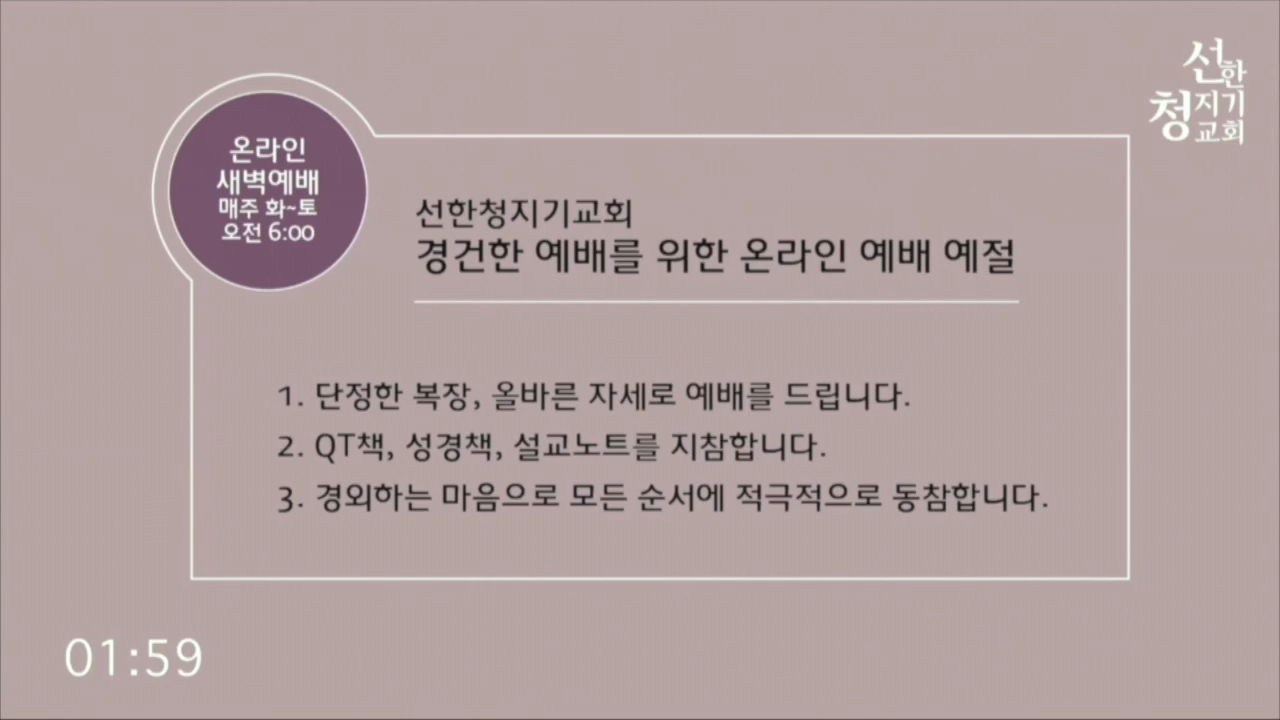 선한
청지기
교회
온라인
새벽예배
매주 화~토
오전 6:00
선한청지기교회
경건한 예배를 위한 온라인 예배 예절
1. 단정한 복장, 올바른 자세로 예배를 드립니다.
2. QT책, 성경책, 설교노트를 지참합니다.
3. 경외하는 마음으로 모든 순서에 적극적으로 동참합니다.
01:59